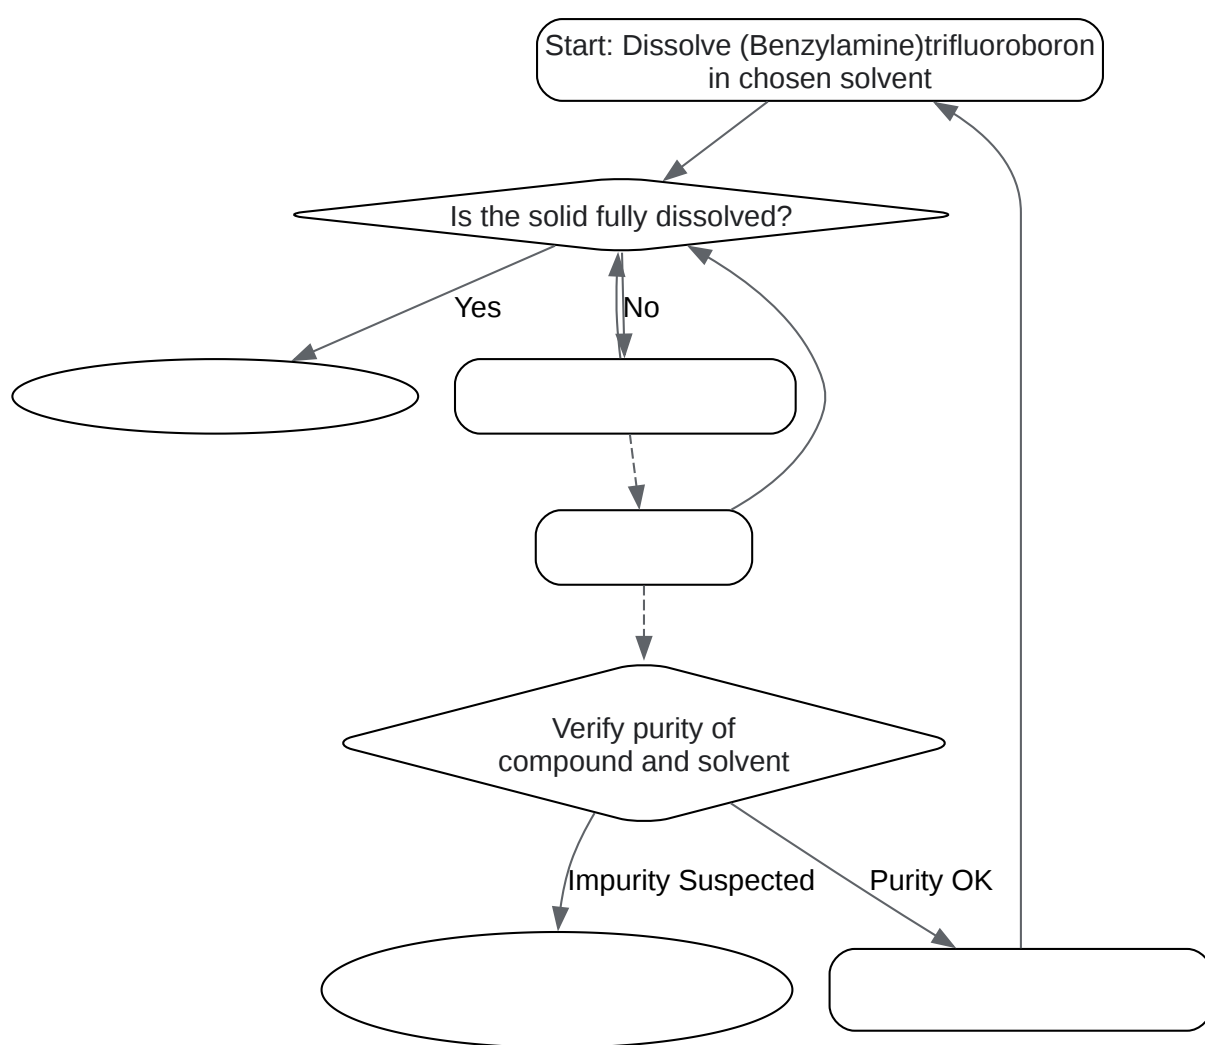 Start: Dissolve (Benzylamine)trifluoroboron
in chosen solvent
Is the solid fully dissolved?
Yes
No
Verify purity of
compound and solvent
Impurity Suspected
Purity OK